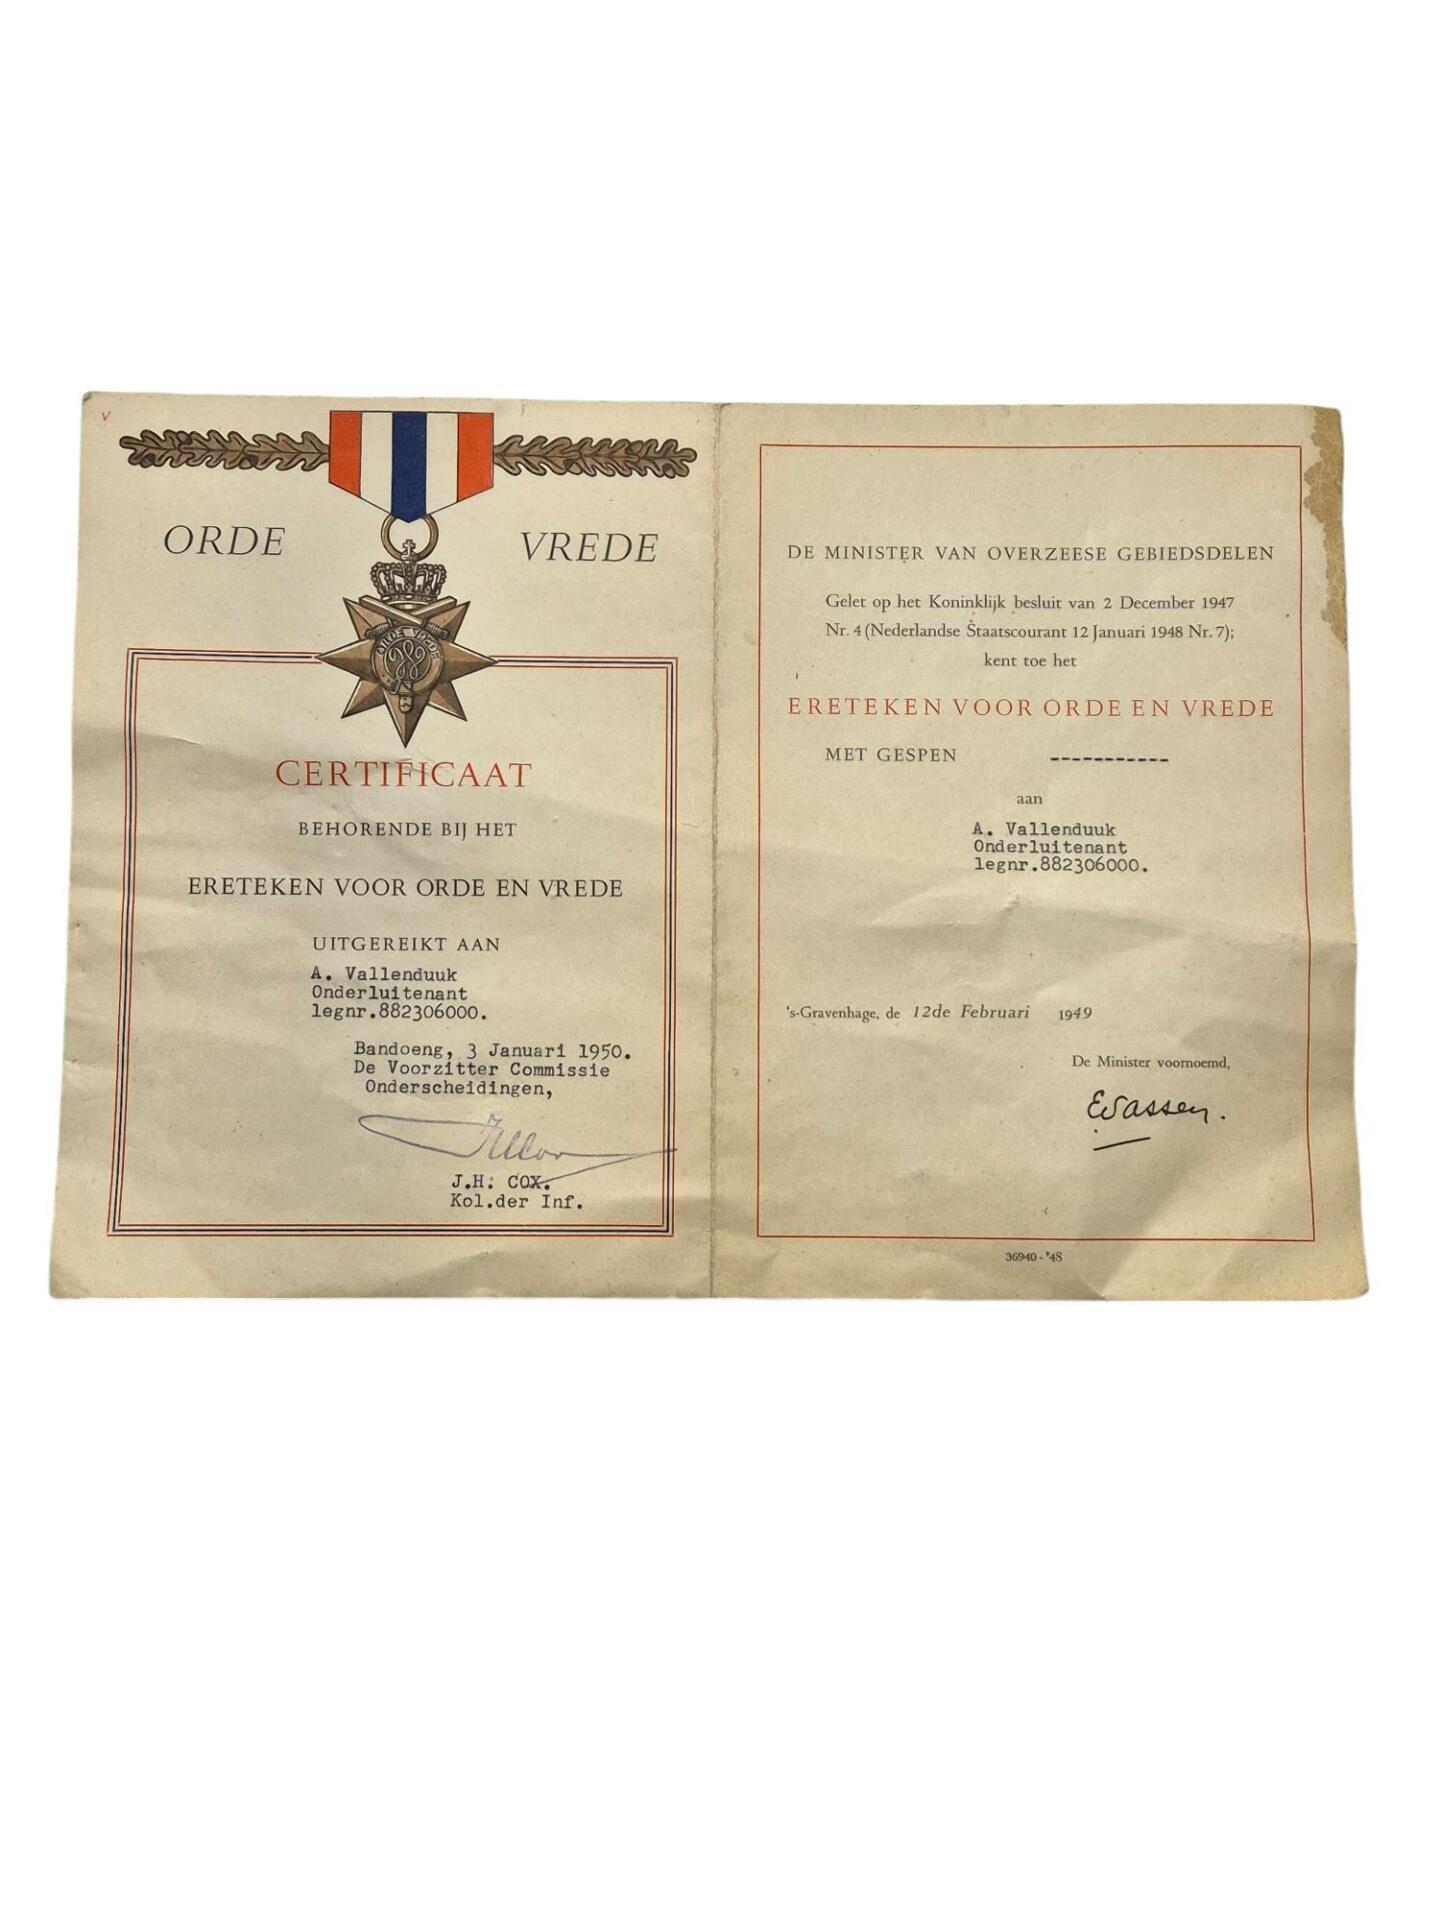 v
ORDE VREDE
ORDE VREDE
W
CERTIFICAAT
BEHORENDE BIJ HET
ERETEKEN VOOR ORDE EN VREDE
UITGEREIKT AAN
A. Vallenduuk
Onderluitenant
legnr.882306000.
Bandoeng, 3 Januari 1950.
De Voorzitter Commissie
Onderscheidingen,
J.H. COX.
Kol.der Inf.
DE MINISTER VAN OVERZEESE GEBIEDSDELEN
Gelet op het Koninklijk besluit van 2 December 1947
Nr. 4 (Nederlandse Staatscourant 12 Januari 1948 Nr. 7);
kent toe het
ERETEKEN VOOR ORDE EN VREDE
MET GESPEN -----------
aan
A. Vallenduuk
Onderluitenant
legnr.882306000.
's-Gravenhage, de 12de Februari 1949
De Minister voornoemd,
ESassen.
36940 - '48